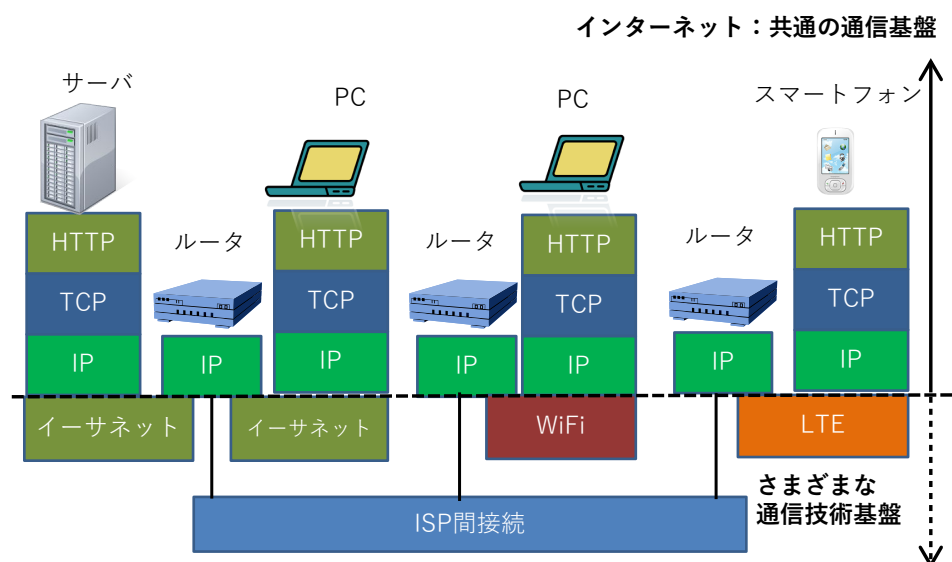 インターネット：共通の通信基盤
サーバ
PC
PC
スマートフォン
HTTP
ルータ
HTTP
ルータ
HTTP
ルータ
HTTP
TCP
TCP
TCP
TCP
IP
IP
IP
IP
IP
IP
IP
イーサネット
イーサネット
WiFi
LTE
さまざまな
通信技術基盤
ISP間接続